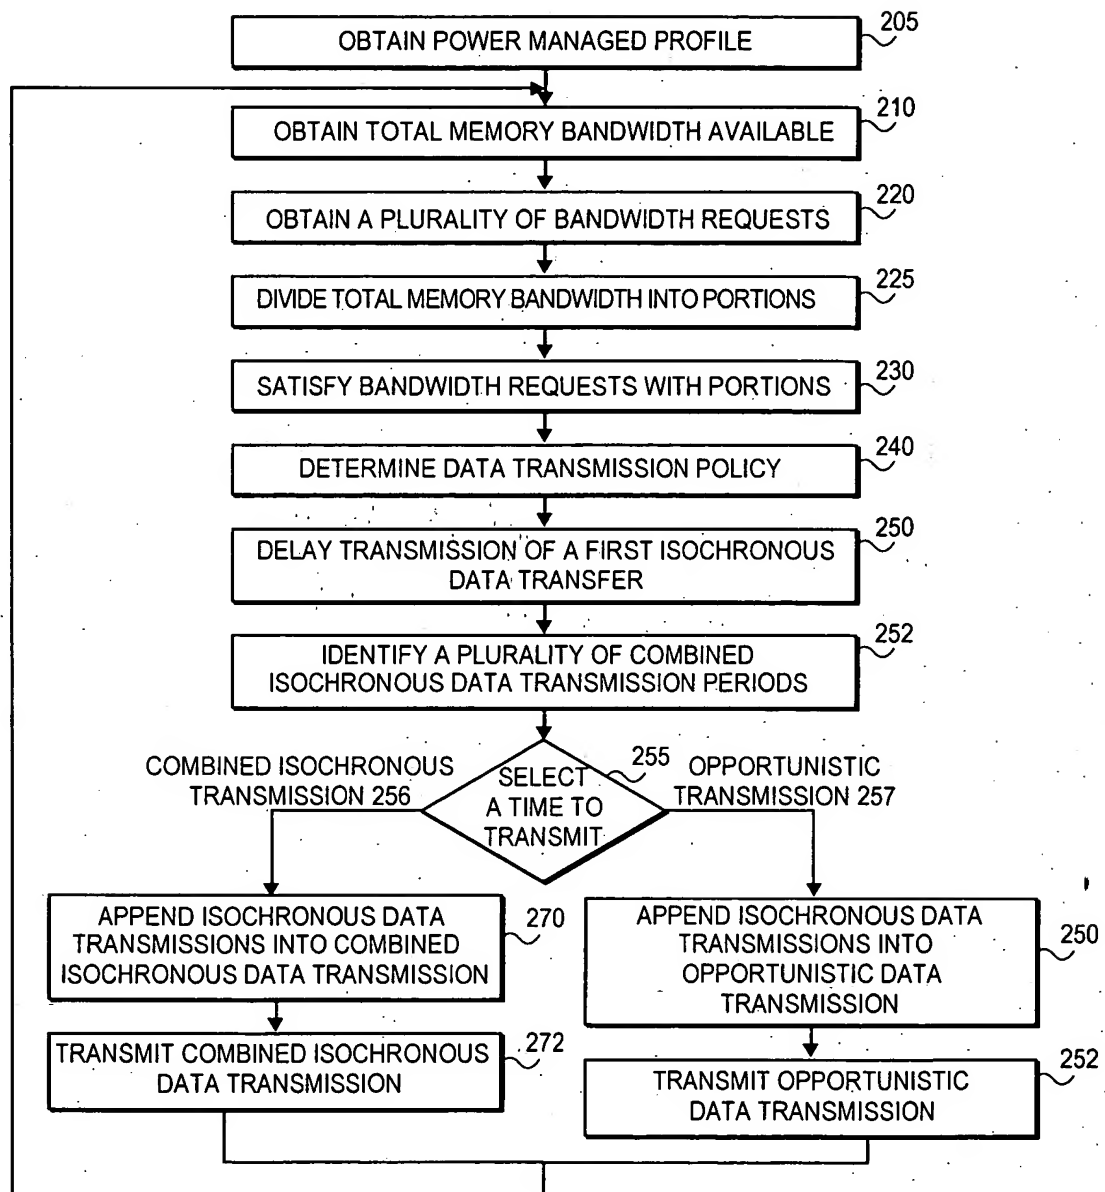 OBTAIN POWER MANAGED PROFILE
205
OBTAIN TOTAL MEMORY BANDWIDTH AVAILABLE
210
OBTAIN A PLURALITY OF BANDWIDTH REQUESTS
220
DIVIDE TOTAL MEMORY BANDWIDTH INTO PORTIONS
225
SATISFY BANDWIDTH REQUESTS WITH PORTIONS
230
DETERMINE DATA TRANSMISSION POLICY
240
DELAY TRANSMISSION OF A FIRST ISOCHRONOUS
DATA TRANSFER
250
IDENTIFY A PLURALITY OF COMBINED
ISOCHRONOUS DATA TRANSMISSION PERIODS
252
COMBINED ISOCHRONOUS
TRANSMISSION 256
SELECT
A TIME TO
TRANSMIT
255
OPPORTUNISTIC
TRANSMISSION 257
APPEND ISOCHRONOUS DATA
TRANSMISSIONS INTO COMBINED
ISOCHRONOUS DATA TRANSMISSION
270
APPEND ISOCHRONOUS DATA
TRANSMISSIONS INTO
OPPORTUNISTIC DATA
TRANSMISSION
250
TRANSMIT COMBINED ISOCHRONOUS
DATA TRANSMISSION
272
TRANSMIT OPPORTUNISTIC
DATA TRANSMISSION
252